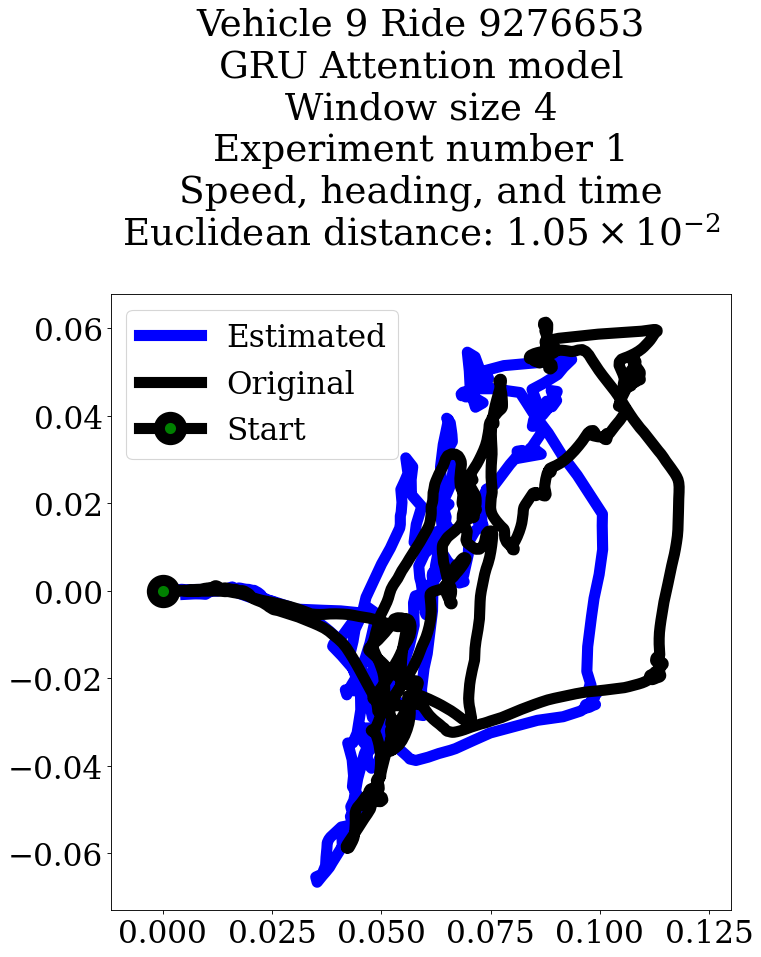 Vehicle 9 Ride 9276653
GRU Attention model
Window size 4
Experiment number 1
Speed, heading, and time
Euclidean distance: 1.05 × 10⁻²
Estimated
Original
Start
0.06
0.04
0.02
0.00
−0.02
−0.04
−0.06
0.000 0.025 0.050 0.075 0.100 0.125